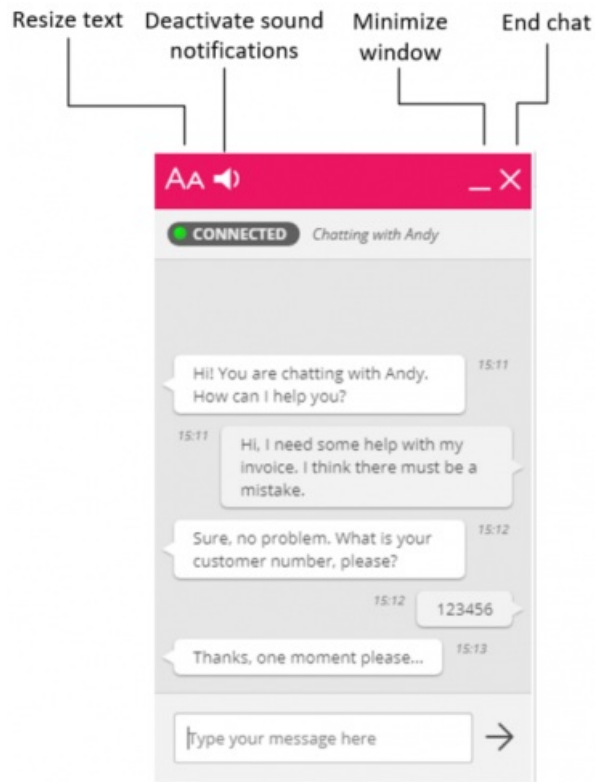 Resize text
Deactivate sound
notifications
Minimize
window
End chat
AA
CONNECTED Chatting with Andy
Hi! You are chatting with Andy.
How can I help you?
15:11
15:11
Hi, I need some help with my
invoice. I think there must be a
mistake.
Sure, no problem. What is your
customer number, please?
15:12
15:12
123456
Thanks, one moment please...
15:13
Type your message here